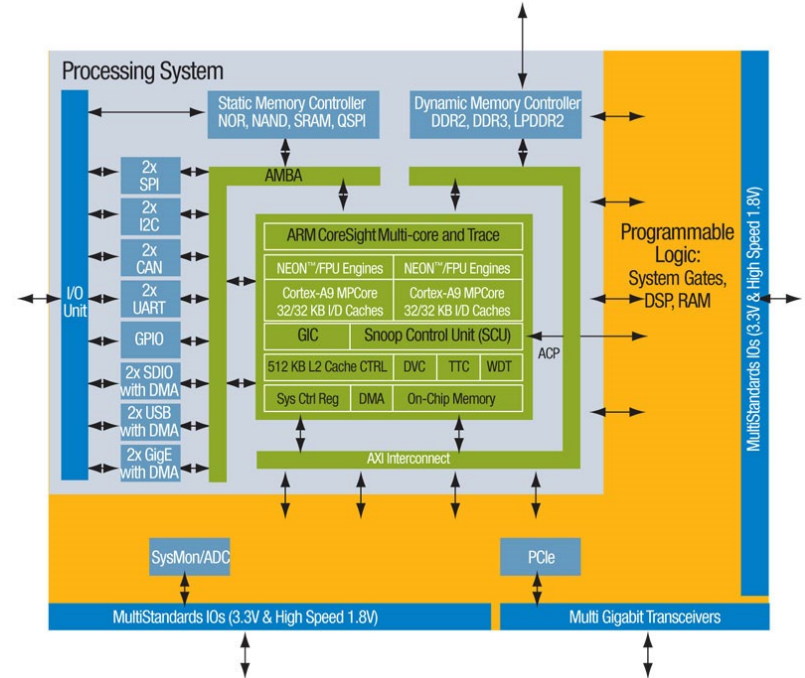 Processing System
Static Memory Controller
NOR, NAND, SRAM, QSPI
Dynamic Memory Controller
DDR2, DDR3, LPDDR2
I/O
Unit
2x
SPI
2x
I2C
2x
CAN
2x
UART
GPIO
2x SDIO
with DMA
2x USB
with DMA
2x GigE
with DMA
AMBA
ARM CoreSight Multi-core and Trace
NEON™/FPU Engines
NEON™/FPU Engines
Cortex-A9 MPCore
32/32 KB I/D Caches
Cortex-A9 MPCore
32/32 KB I/D Caches
GIC
Snoop Control Unit (SCU)
512 KB L2 Cache CTRL
DVC
TTC
WDT
Sys Ctrl Reg
DMA
On-Chip Memory
ACP
AXI Interconnect
Programmable
Logic:
System Gates,
DSP, RAM
MultiStandards IOs (3.3V & High Speed 1.8V)
SysMon/ADC
PCIe
MultiStandards IOs (3.3V & High Speed 1.8V)
Multi Gigabit Transceivers